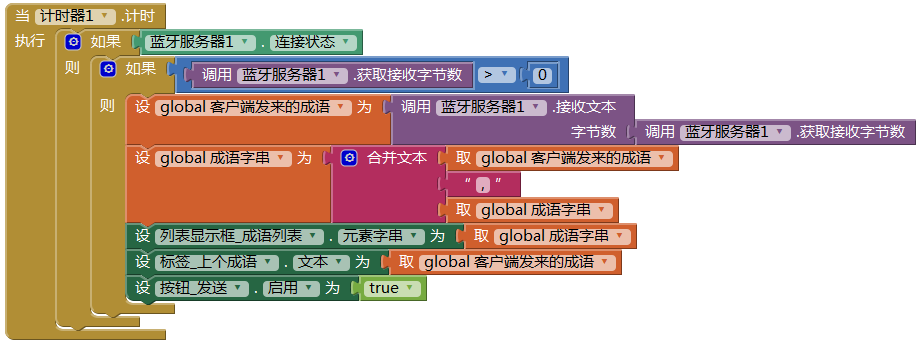 当 计时器1 .计时
执行 如果 蓝牙服务器1 . 连接状态
则 如果 调用 蓝牙服务器1 .获取接收字节数 > 0
则 设 global 客户端发来的成语 为 调用 蓝牙服务器1 .接收文本
字节数 调用 蓝牙服务器1 .获取接收字节数
设 global 成语字串 为 合并文本 取 global 客户端发来的成语
“ , ”
取 global 成语字串
设 列表显示框_成语列表 . 元素字串 为 取 global 成语字串
设 标签_上个成语 . 文本 为 取 global 客户端发来的成语
设 按钮_发送 . 启用 为 true